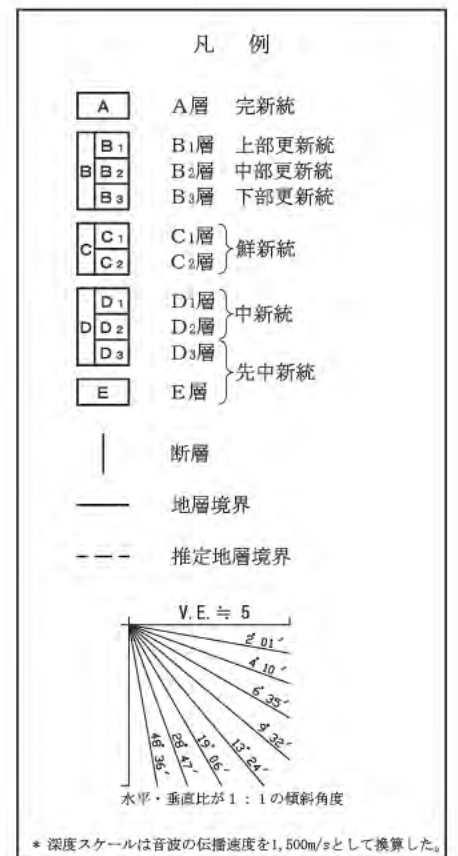 凡 例
A A層 完新統
B B1 B1層 上部更新統
B2 B2層 中部更新統
B3 B3層 下部更新統
C C1 C1層 鮮新統
C2 C2層
D D1 D1層 中新統
D2 D2層
D3 D3層 先中新統
E E層
断層
地層境界
推定地層境界
V.E.≒ 5
2°01′
4°10′
6°35′
9°32′
13°24′
19°06′
28°47′
48°36′
水平・垂直比が1:1の傾斜角度
* 深度スケールは音波の伝播速度を1,500m/sとして換算した。